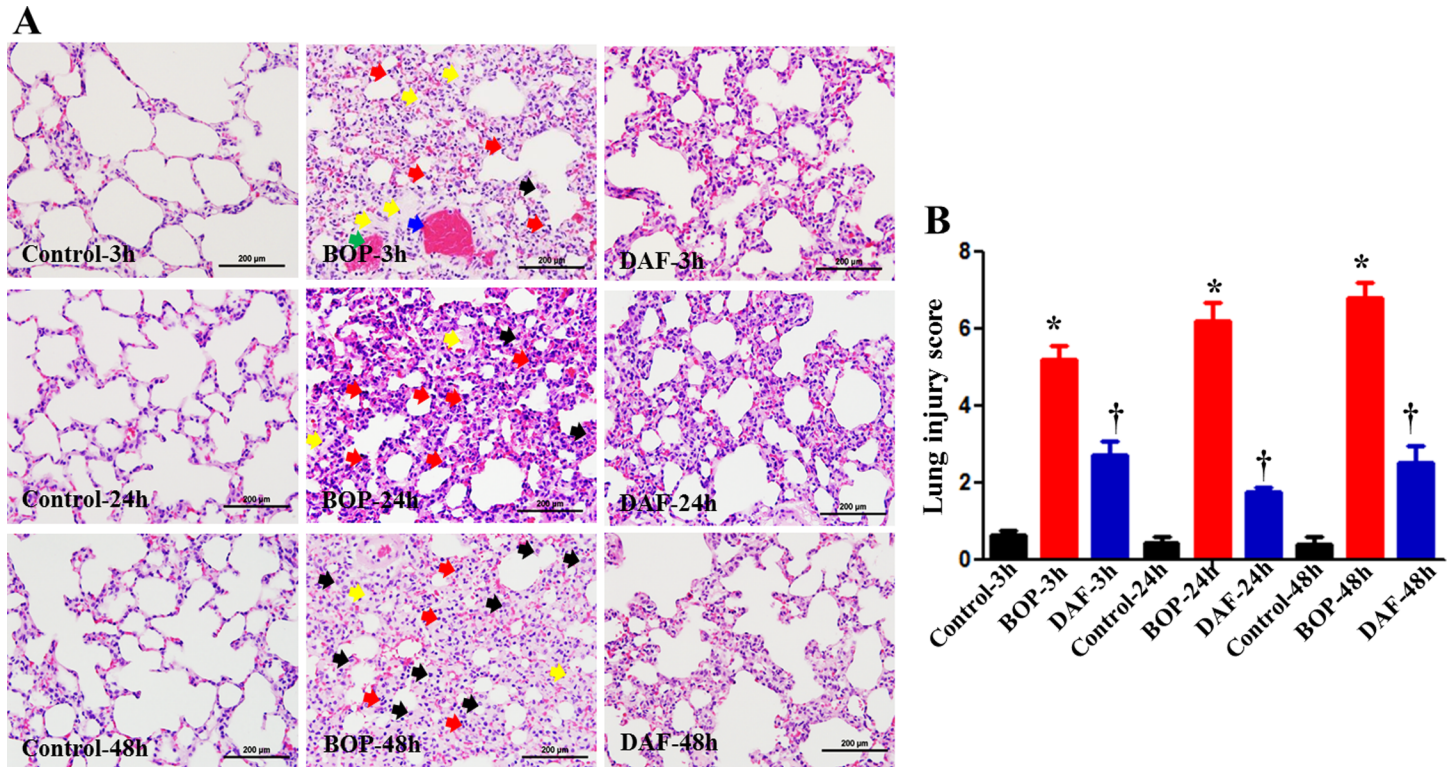 A
Control-3h
200 µm
BOP-3h
200 µm
DAF-3h
200 µm
Control-24h
200 µm
BOP-24h
200 µm
DAF-24h
200 µm
Control-48h
200 µm
BOP-48h
200 µm
DAF-48h
200 µm
B
Lung injury score
8
6
4
2
0
*
†
*
†
*
†
Control-3h
BOP-3h
DAF-3h
Control-24h
BOP-24h
DAF-24h
Control-48h
BOP-48h
DAF-48h